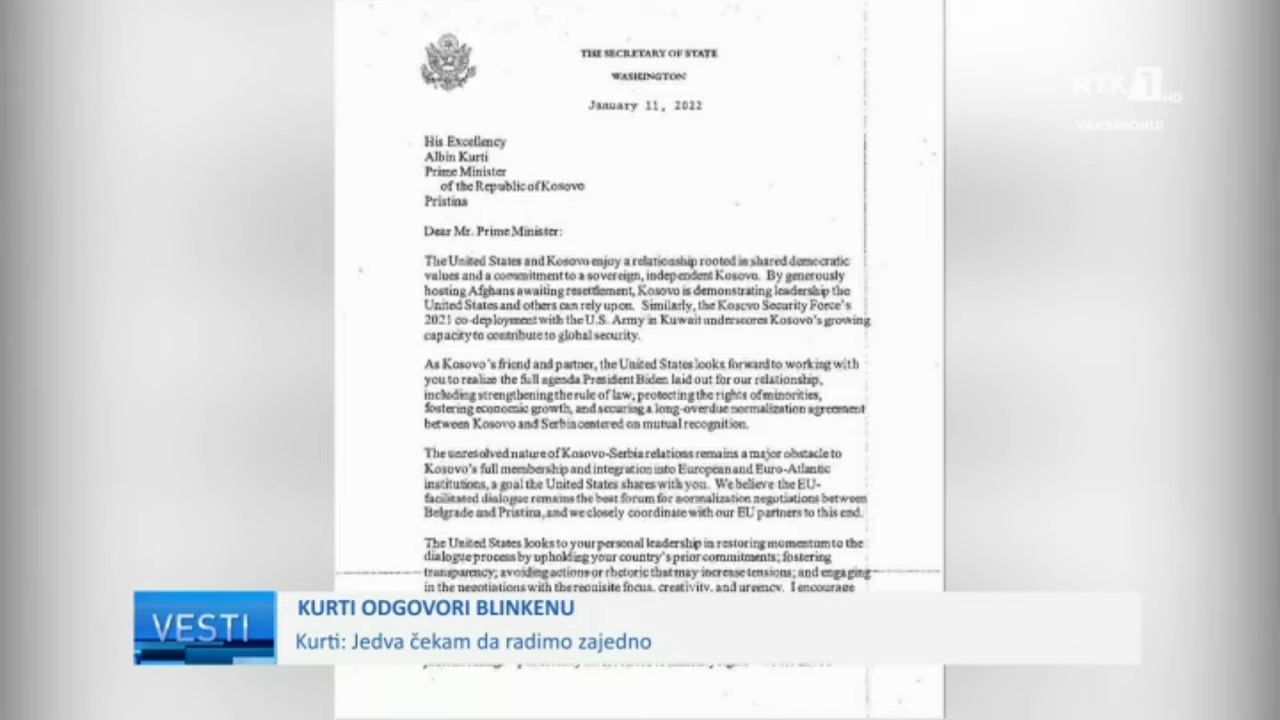 THE SECRETARY OF STATE
WASHINGTON
January 11, 2022
RTK 1 HD
VAKSINOHU!
His Excellency
Albin Kurti
Prime Minister
of the Republic of Kosovo
Pristina
Dear Mr. Prime Minister:
The United States and Kosovo enjoy a relationship rooted in shared democratic
values and a commitment to a sovereign, independent Kosovo. By generously
hosting Afghans awaiting resettlement, Kosovo is demonstrating leadership the
United States and others can rely upon. Similarly, the Kosovo Security Force's
2021 co-deployment with the U.S. Army in Kuwait underscores Kosovo's growing
capacity to contribute to global security.
As Kosovo's friend and partner, the United States looks forward to working with
you to realize the full agenda President Biden laid out for our relationship,
including strengthening the rule of law, protecting the rights of minorities,
fostering economic growth, and securing a long-overdue normalization agreement
between Kosovo and Serbia centered on mutual recognition.
The unresolved nature of Kosovo-Serbia relations remains a major obstacle to
Kosovo's full membership and integration into European and Euro-Atlantic
institutions, a goal the United States shares with you. We believe the EU-
facilitated dialogue remains the best forum for normalization negotiations between
Belgrade and Pristina, and we closely coordinate with our EU partners to this end.
The United States looks to your personal leadership in restoring momentum to the
dialogue process by upholding your country's prior commitments; fostering
transparency; avoiding actions or rhetoric that may increase tensions; and engaging
in the negotiations with the requisite focus, creativity, and urgency. I encourage
VESTI
KURTI ODGOVORI BLINKENU
Kurti: Jedva čekam da radimo zajedno